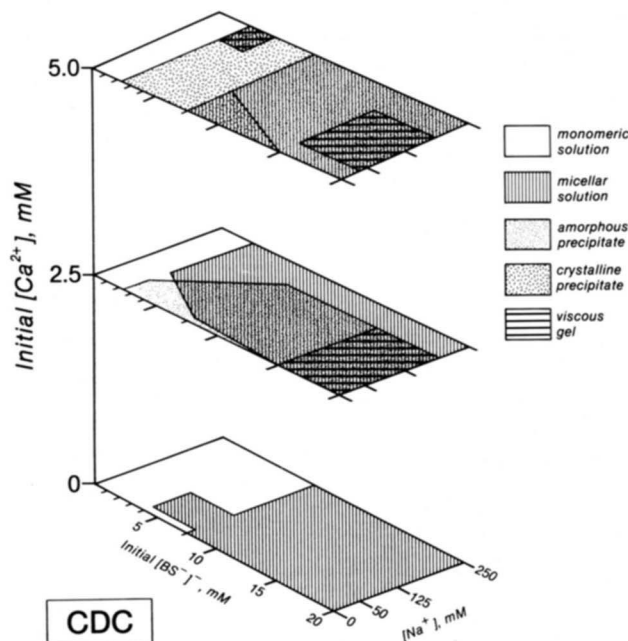 5.0
2.5
0
Initial [Ca²⁺], mM
5
10
15
20
Initial [BS⁻]⁻, mM
0
50
125
250
[Na⁺], mM
monomeric
solution
micellar
solution
amorphous
precipitate
crystalline
precipitate
viscous
gel
CDC